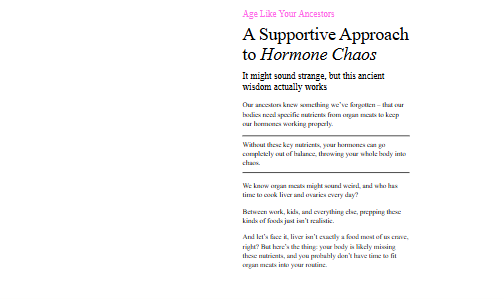 Age Like Your Ancestors
A Supportive Approach
to Hormone Chaos
It might sound strange, but this ancient
wisdom actually works
Our ancestors knew something we've forgotten – that our
bodies need specific nutrients from organ meats to keep
our hormones working properly.
Without these key nutrients, your hormones can go
completely out of balance, throwing your whole body into
chaos.
We know organ meats might sound weird, and who has
time to cook liver and ovaries every day?
Between work, kids, and everything else, prepping these
kinds of foods just isn't realistic.
And let's face it, liver isn't exactly a food most of us crave,
right? But here's the thing: your body is likely missing
these nutrients, and you probably don't have time to fit
organ meats into your routine.